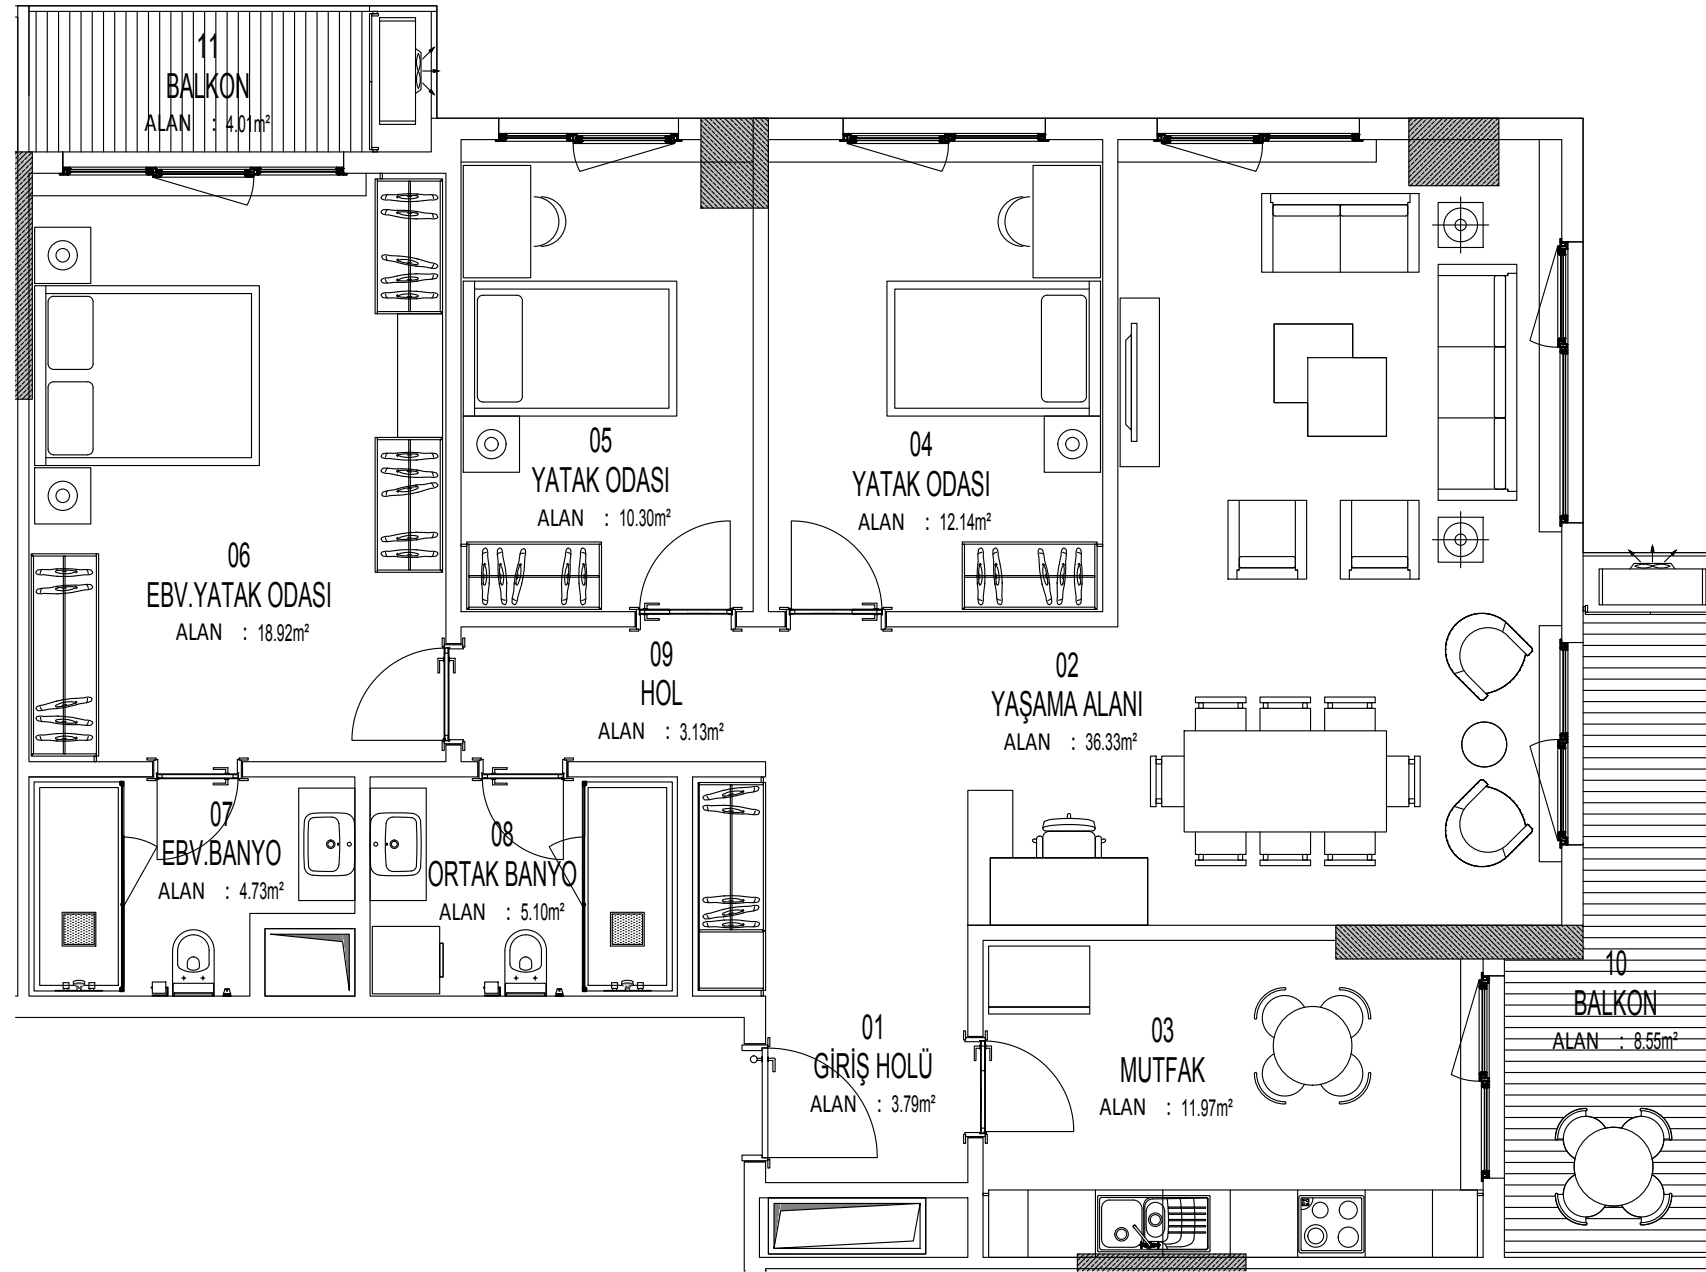 11
BALKON
ALAN : 4.01m²
05
YATAK ODASI
ALAN : 10.30m²
04
YATAK ODASI
ALAN : 12.14m²
06
EBV.YATAK ODASI
ALAN : 18.92m²
09
HOL
ALAN : 3.13m²
02
YAŞAMA ALANI
ALAN : 36.33m²
07
EBV.BANYO
ALAN : 4.73m²
08
ORTAK BANYO
ALAN : 5.10m²
01
GİRİŞ HOLÜ
ALAN : 3.79m²
03
MUTFAK
ALAN : 11.97m²
10
BALKON
ALAN : 8.55m²